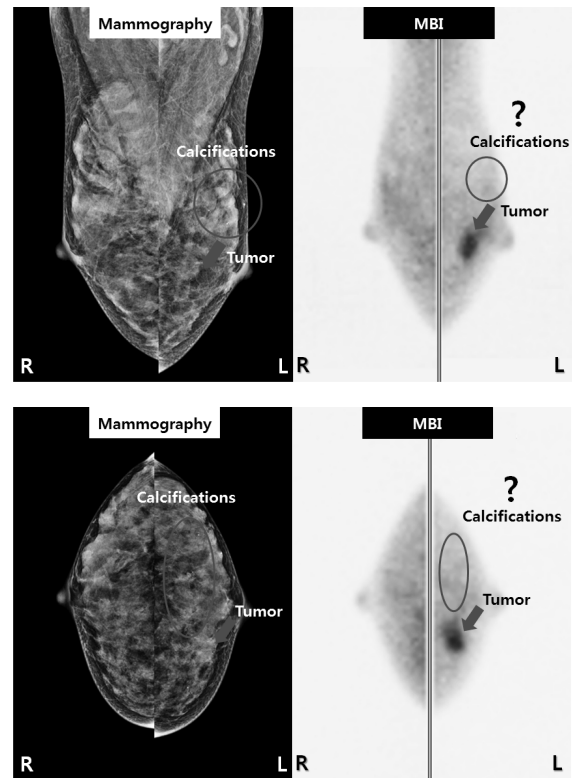 Mammography
MBI
?
Calcifications
Calcifications
Tumor
Tumor
R
L
R
L
Mammography
MBI
?
Calcifications
Calcifications
Tumor
Tumor
R
L
R
L